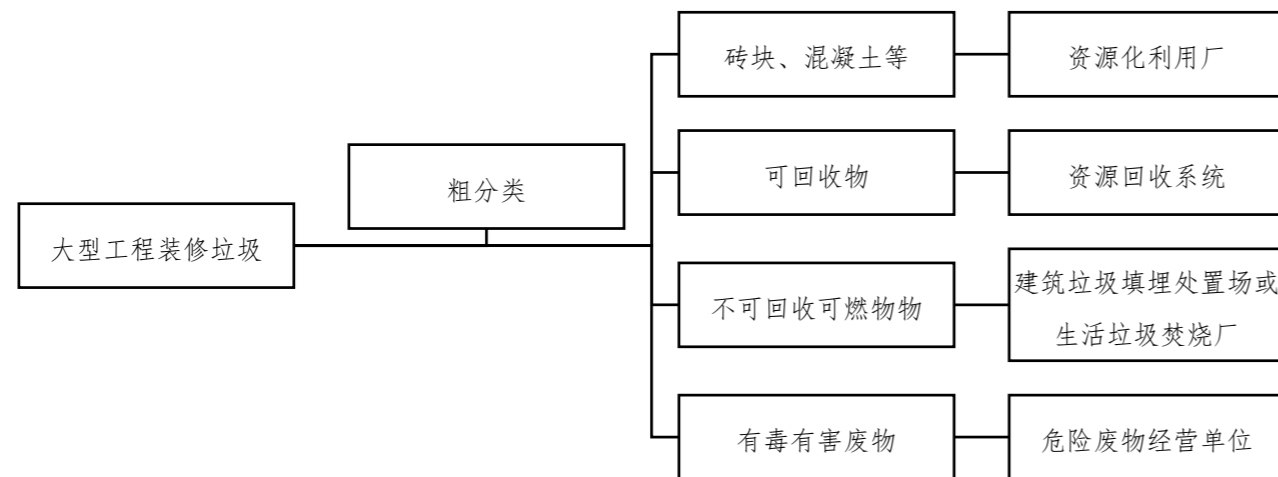 大型工程装修垃圾
粗分类
砖块、混凝土等
资源化利用厂
可回收物
资源回收系统
不可回收可燃物物
建筑垃圾填埋处置场或
生活垃圾焚烧厂
有毒有害废物
危险废物经营单位